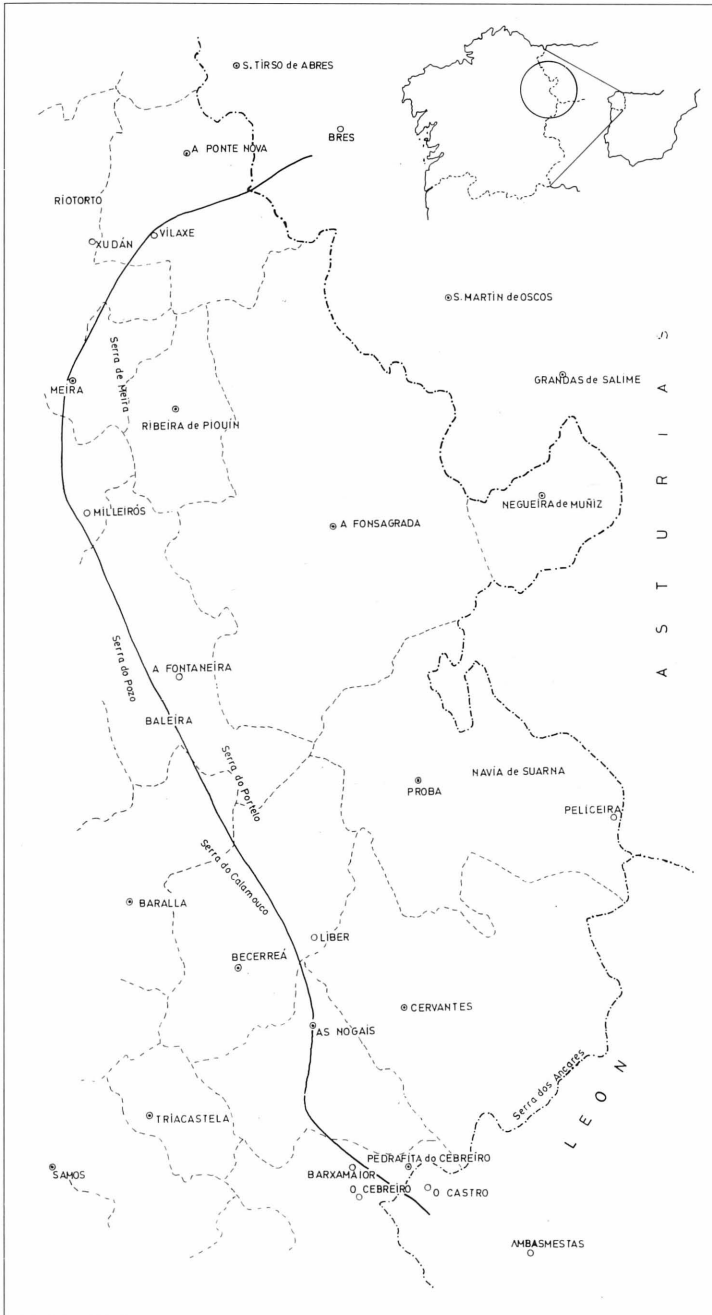 S. TIRSO de ABRES
BRES
A PONTE NOVA
RIOTORTO
XUDÁN
VILAXE
S. MARTIN de OSCOS
Serra de Meira
MEIRA
GRANDAS de SALIME
RIBEIRA de PIQUIN
NEGUEIRA de MUÑIZ
MILLEIRÓS
A FONSAGRADA
ASTURIAS
Serra do Pozo
A FONTANEIRA
BALEIRA
Serra do Portelo
NAVIA de SUARNA
PROBA
PELICEIRA
Serra do Calamouco
BARALLA
LIBER
BECERREÁ
CERVANTES
AS NOGAIS
Serra dos Ancares
LEON
TRIACASTELA
PEDRAFITA do CEBREIRO
SAMOS
BARXAMAIOR
O CEBREIRO
O CASTRO
AMBASMESTAS